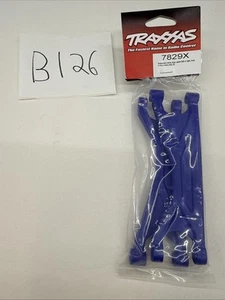 B126
TRAXXAS
The Fastest Name in Radio Control
7829X